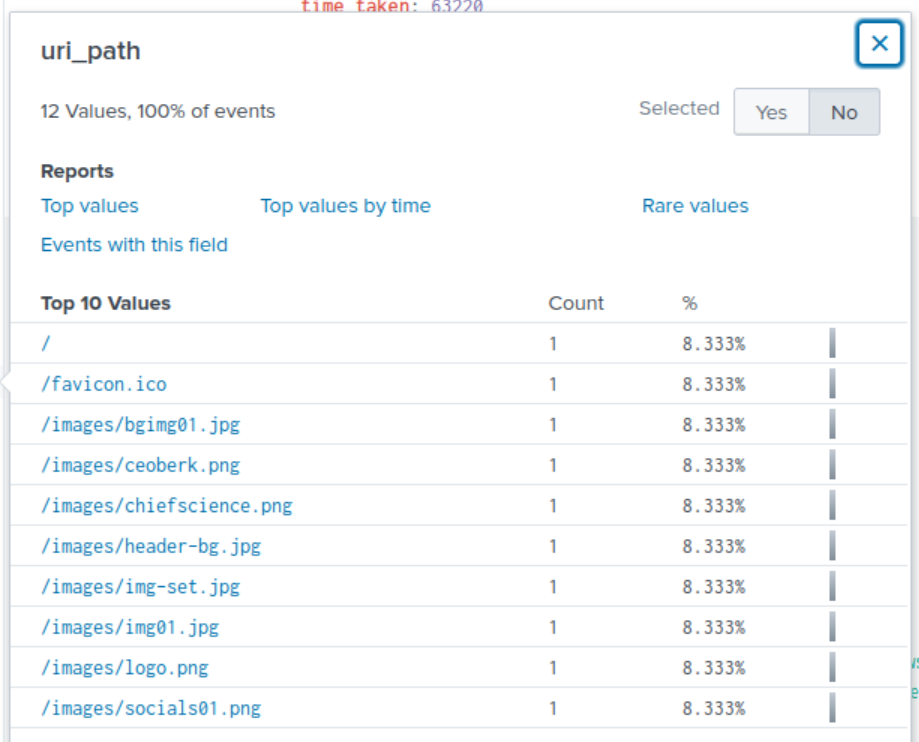 time_taken: 63220
uri_path
12 Values, 100% of events
Selected Yes No
Reports
Top values Top values by time Rare values
Events with this field
Top 10 Values Count %
/ 1 8.333%
/favicon.ico 1 8.333%
/images/bgimg01.jpg 1 8.333%
/images/ceoberk.png 1 8.333%
/images/chiefscience.png 1 8.333%
/images/header-bg.jpg 1 8.333%
/images/img-set.jpg 1 8.333%
/images/img01.jpg 1 8.333%
/images/logo.png 1 8.333%
/images/socials01.png 1 8.333%